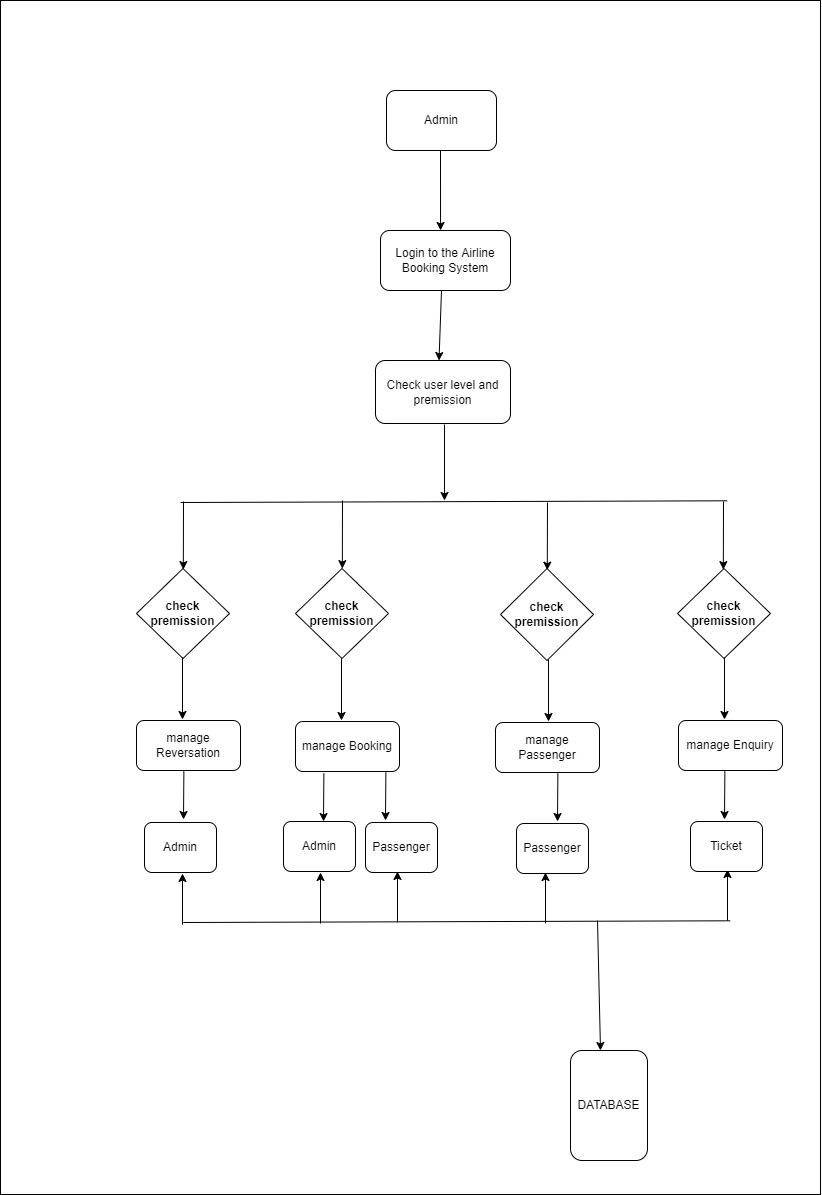 Admin
Login to the Airline
Booking System
Check user level and
premission
check
premission
check
premission
check
premission
check
premission
manage
Reversation
manage Booking
manage
Passenger
manage Enquiry
Admin
Admin
Passenger
Passenger
Ticket
DATABASE